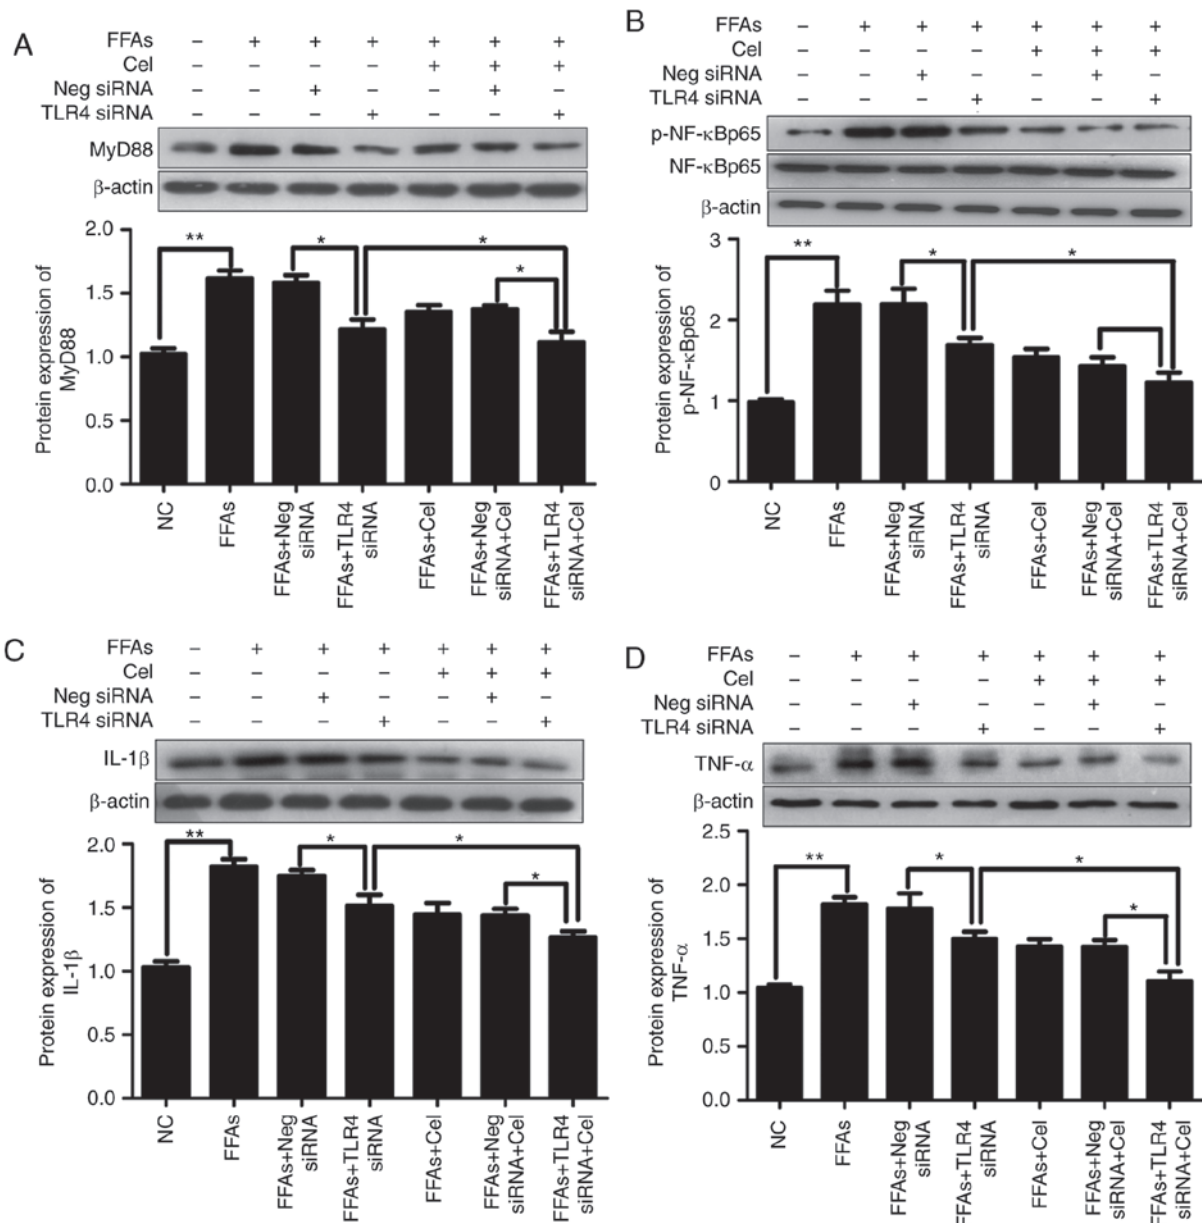 A
FFAs – + + + + + +
Cel – – – – + + +
Neg siRNA – – + – – + –
TLR4 siRNA – – – + – – +
MyD88
β-actin
Protein expression of
MyD88
2.0
1.5
1.0
0.5
0.0
** * * *
NC
FFAs
FFAs+Neg
siRNA
FFAs+TLR4
siRNA
FFAs+Cel
FFAs+Neg
siRNA+Cel
FFAs+TLR4
siRNA+Cel
B
FFAs – + + + + + +
Cel – – – – + + +
Neg siRNA – – + – – + –
TLR4 siRNA – – – + – – +
p-NF-κBp65
NF-κBp65
β-actin
Protein expression of
p-NF-κBp65
3
2
1
0
** * *
NC
FFAs
FFAs+Neg
siRNA
FFAs+TLR4
siRNA
FFAs+Cel
FFAs+Neg
siRNA+Cel
FFAs+TLR4
siRNA+Cel
C
FFAs – + + + + + +
Cel – – – – + + +
Neg siRNA – – + – – + –
TLR4 siRNA – – – + – – +
IL-1β
β-actin
Protein expression of
IL-1β
2.0
1.5
1.0
0.5
0.0
** * * *
NC
FFAs
FFAs+Neg
siRNA
FFAs+TLR4
siRNA
FFAs+Cel
FFAs+Neg
siRNA+Cel
FFAs+TLR4
siRNA+Cel
D
FFAs – + + + + + +
Cel – – – – + + +
Neg siRNA – – + – – + –
TLR4 siRNA – – – + – – +
TNF-α
β-actin
Protein expression of
TNF-α
2.5
2.0
1.5
1.0
0.5
0.0
** * * *
NC
FFAs
FFAs+Neg
siRNA
FFAs+TLR4
siRNA
FFAs+Cel
FFAs+Neg
siRNA+Cel
FFAs+TLR4
siRNA+Cel